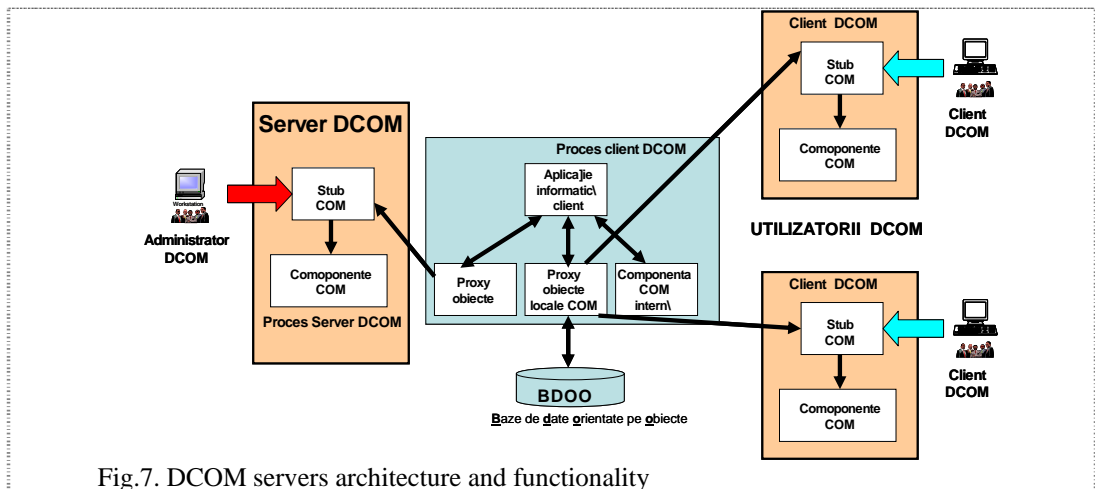 Client DCOM
Stub
COM
Comoponente
COM
Client
DCOM
Server DCOM
Stub
COM
Comoponente
COM
Proces Server DCOM
Workstation
Administrator
DCOM
Proces client DCOM
Aplica]ie
informatic\
client
Proxy
obiecte
Proxy
obiecte
locale COM
Componenta
COM
intern\
BDOO
Baze de date orientate pe obiecte
UTILIZATORII DCOM
Client DCOM
Stub
COM
Comoponente
COM
Client
DCOM
Fig.7. DCOM servers architecture and functionality